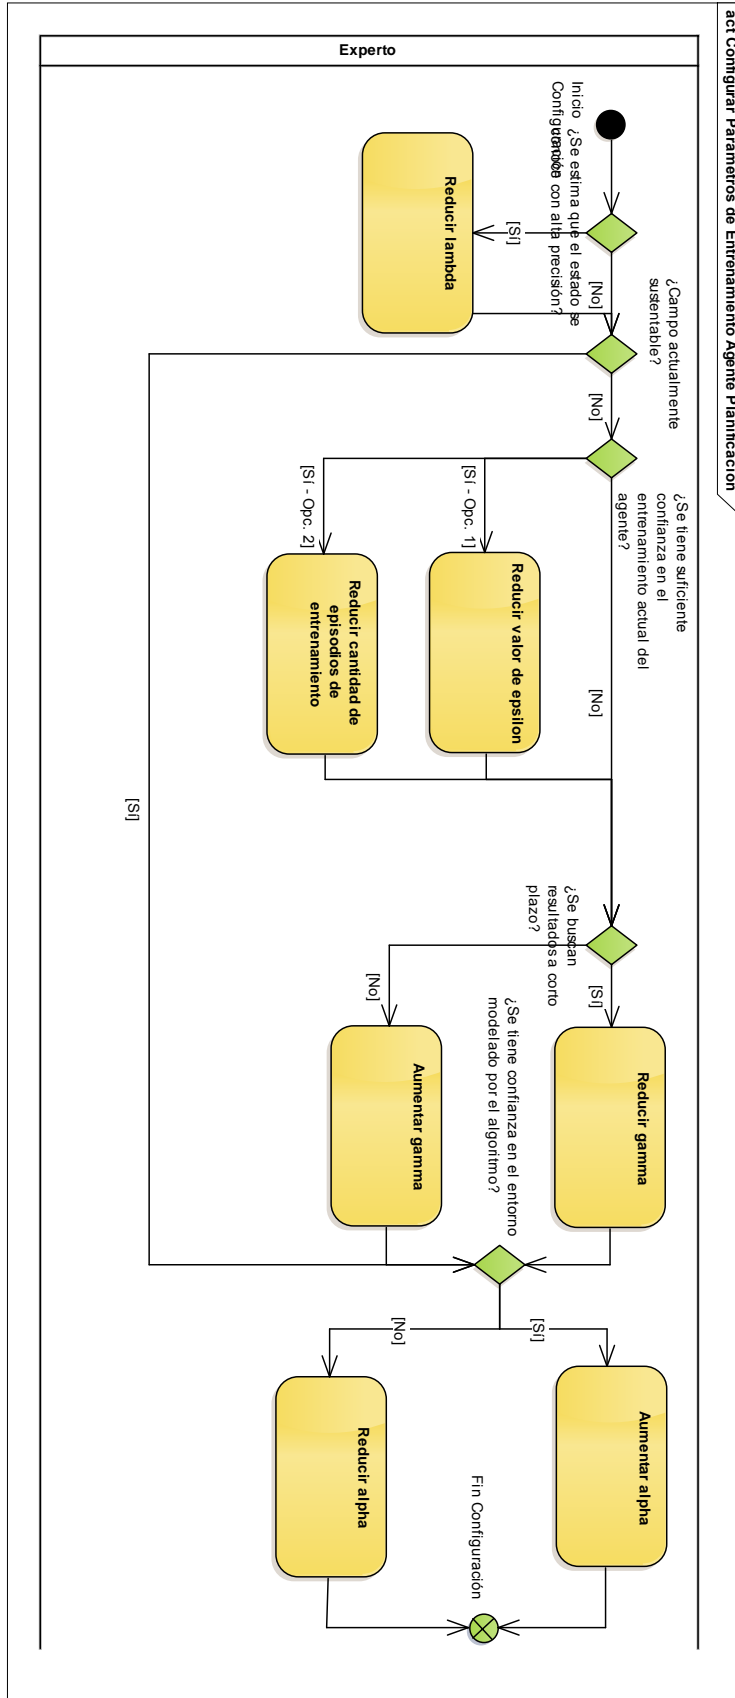 act Configurar Parametros de Entrenamiento Agente Planificacion
Experto
Inicio
Configuración
¿Se estima que el estado se
conoce con alta precisión?
[Sí]
Reducir lambda
[No]
¿Campo actualmente
sustentable?
[No]
¿Se tiene suficiente
confianza en el
entrenamiento actual del
agente?
[Sí - Opc. 1]
[Sí - Opc. 2]
Reducir valor de epsilon
Reducir cantidad de
episodios de
entrenamiento
[No]
[Sí]
¿Se buscan
resultados a corto
plazo?
[Sí]
[No]
Reducir gamma
Aumentar gamma
¿Se tiene confianza en el entorno
modelado por el algoritmo?
[Sí]
[No]
Aumentar alpha
Reducir alpha
Fin Configuración